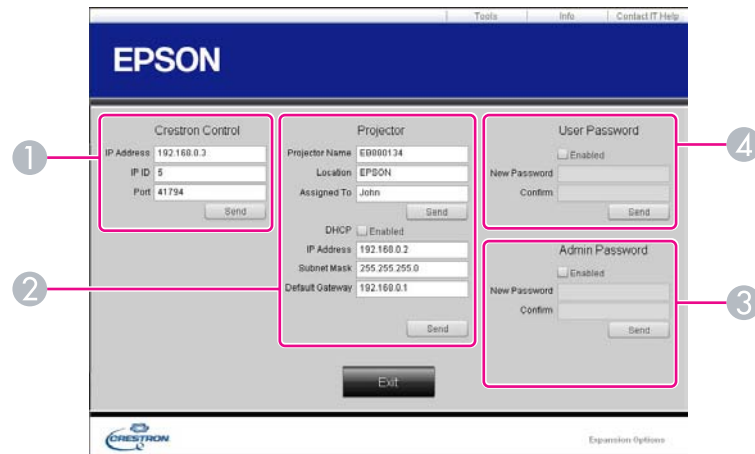 Tools Info Contact IT Help
EPSON
1
Crestron Control
IP Address 192.168.0.3
IP ID 5
Port 41794
Send
2
Projector
Projector Name EB800134
Location EPSON
Assigned To John
Send
DHCP Enabled
IP Address 192.168.0.2
Subnet Mask 255.255.255.0
Default Gateway 192.168.0.1
Send
4
User Password
Enabled
New Password
Confirm
Send
3
Admin Password
Enabled
New Password
Confirm
Send
Exit
CRESTRON
Expansion Options